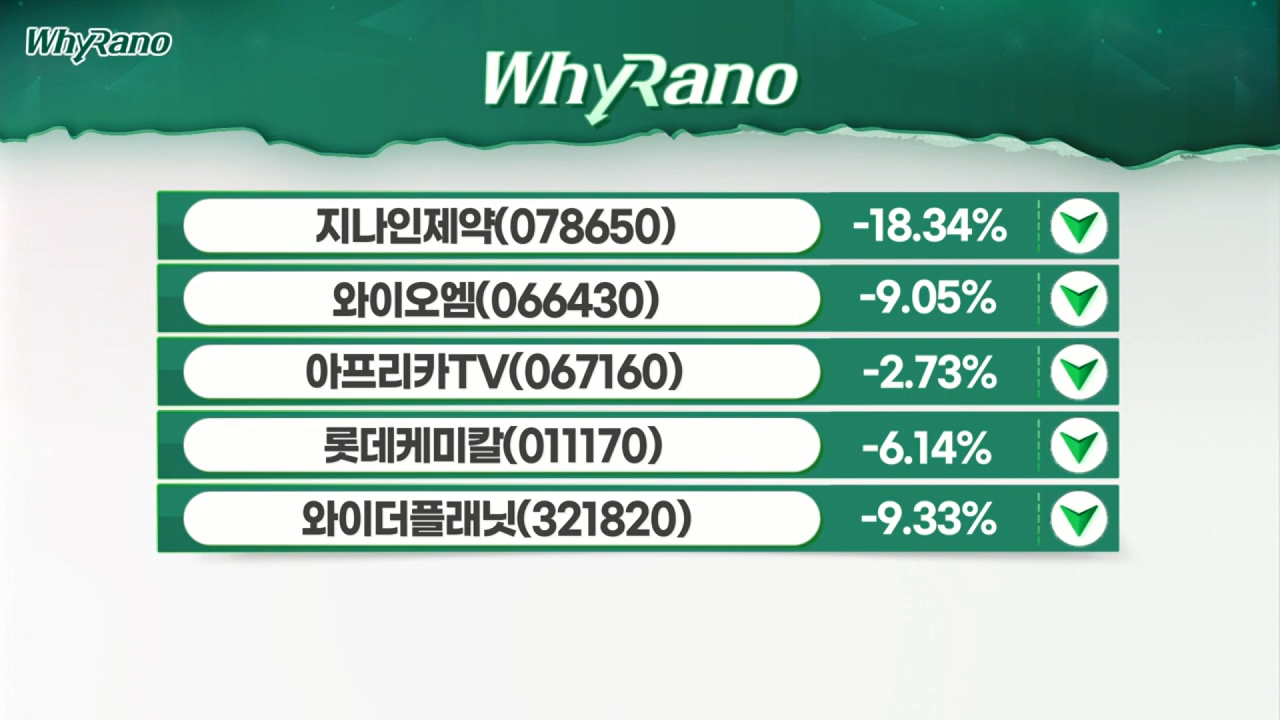 WhyRano
WhyRano
지나인제약(078650) -18.34%
와이오엠(066430) -9.05%
아프리카TV(067160) -2.73%
롯데케미칼(011170) -6.14%
와이더플래닛(321820) -9.33%